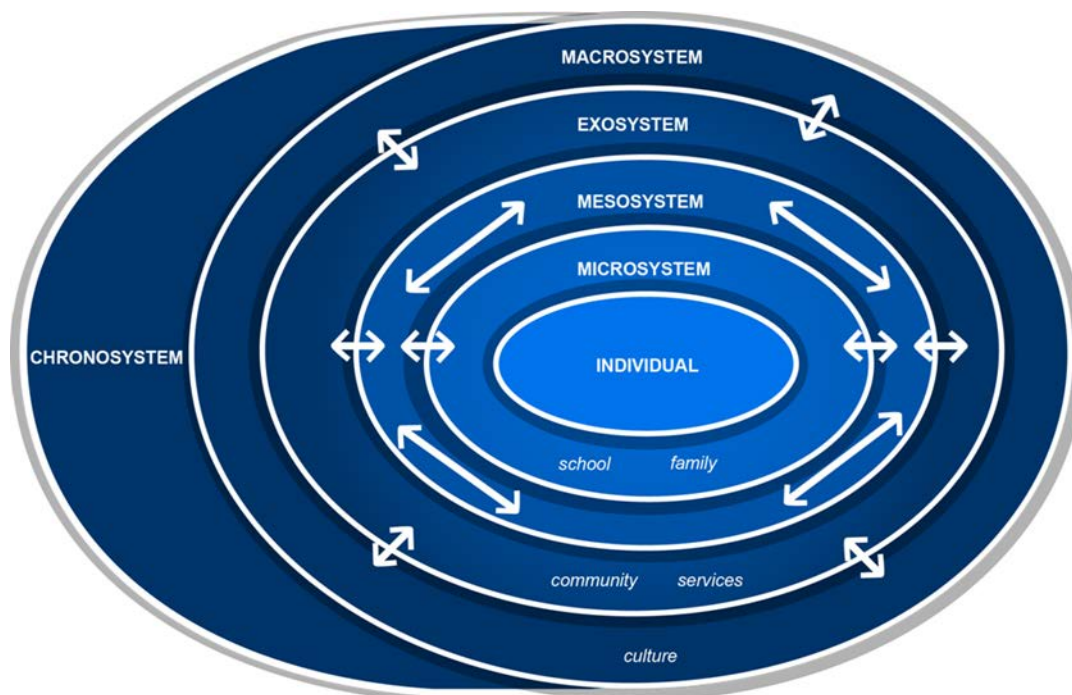 MACROSYSTEM
EXOSYSTEM
MESOSYSTEM
MICROSYSTEM
CHRONOSYSTEM
INDIVIDUAL
school family
community services
culture